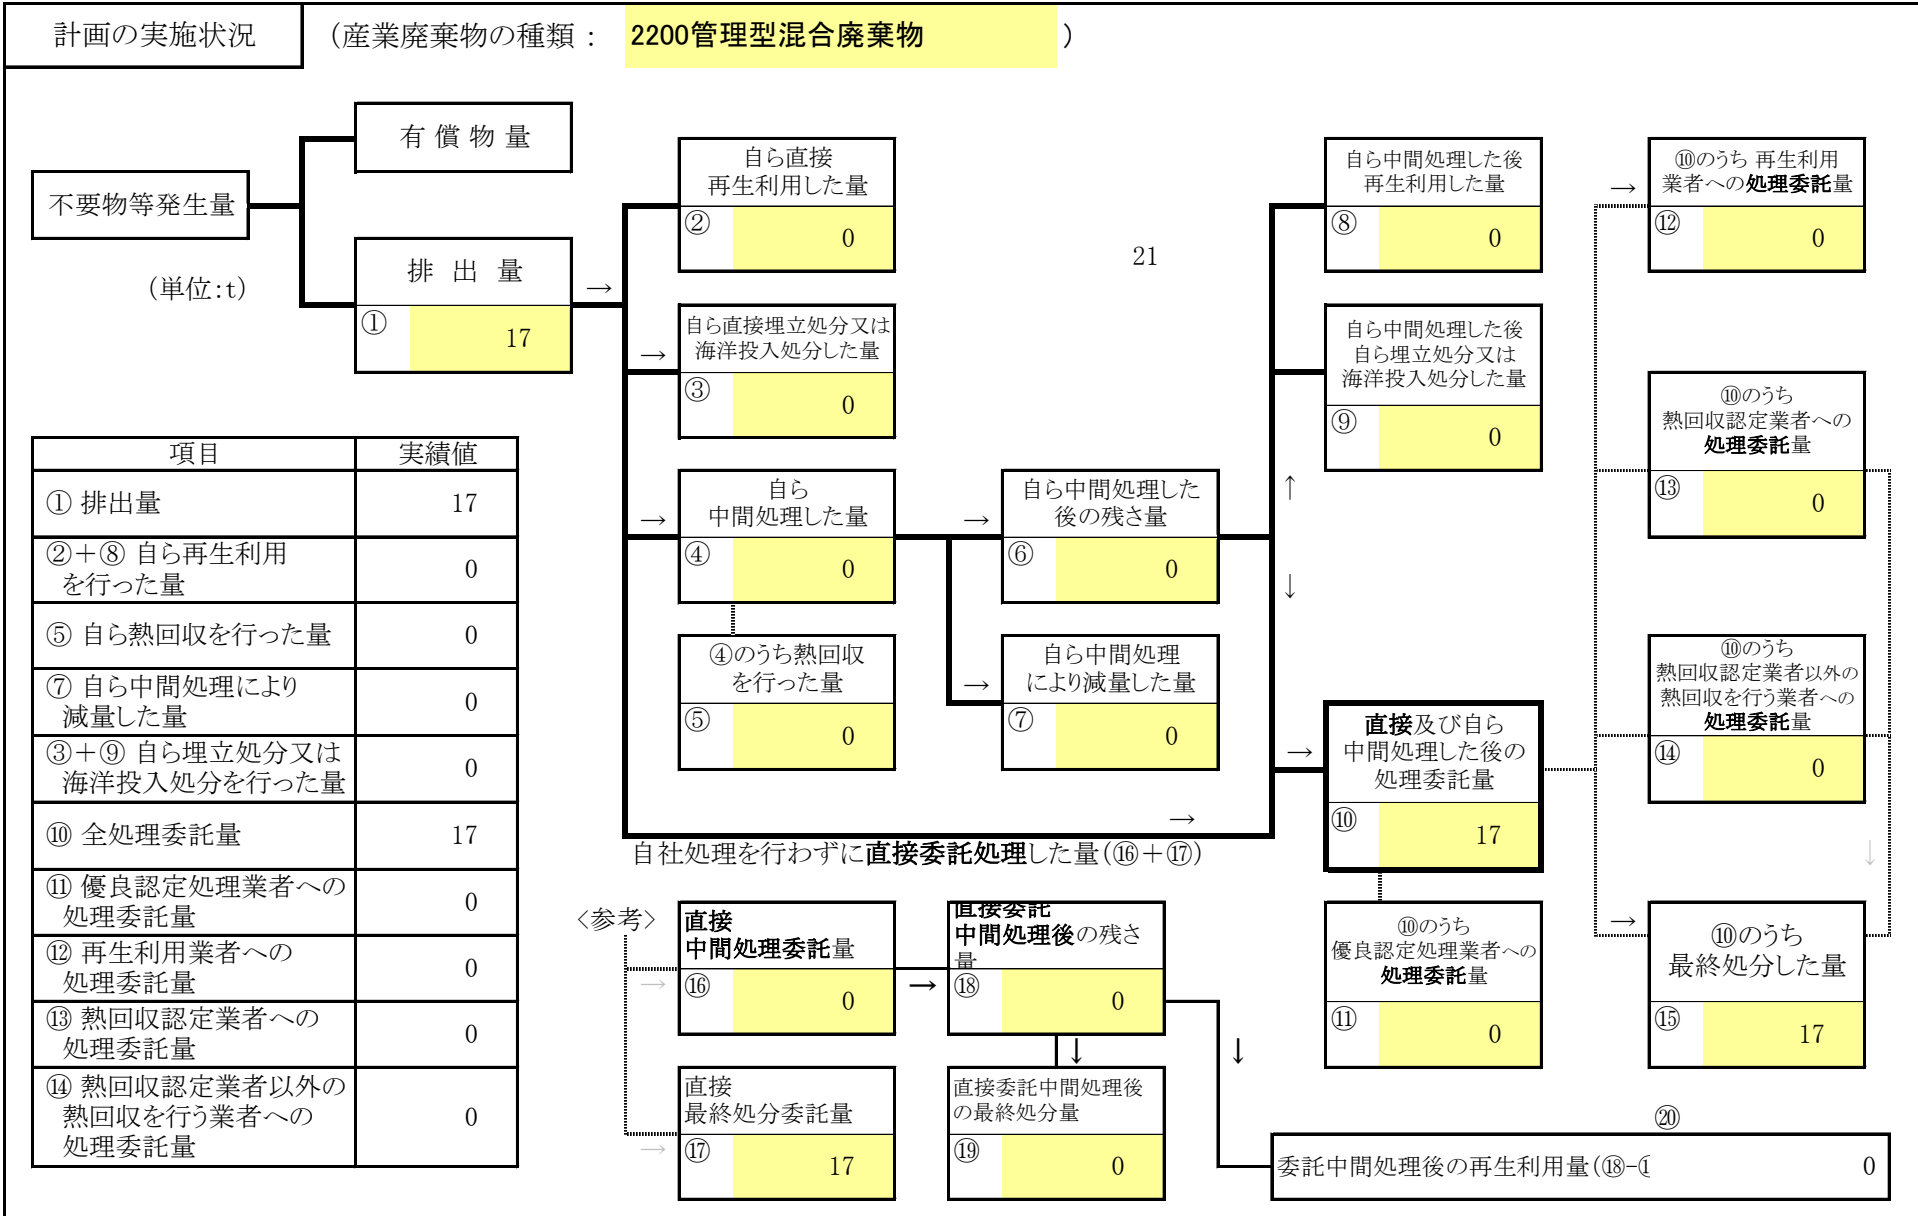 計画の実施状況
（産業廃棄物の種類： 2200管理型混合廃棄物 ）
有 償 物 量
不要物等発生量
排 出 量
① 17
（単位:t）
→
自ら直接
再生利用した量
② 0
→
自ら直接埋立処分又は
海洋投入処分した量
③ 0
→
自ら
中間処理した量
④ 0
④のうち熱回収
を行った量
⑤ 0
→
自ら中間処理した
後の残さ量
⑥ 0
→
自ら中間処理
により減量した量
⑦ 0
21
自ら中間処理した後
再生利用した量
⑧ 0
自ら中間処理した後
自ら埋立処分又は
海洋投入処分した量
⑨ 0
↑
↓
→
直接及び自ら
中間処理した後の
処理委託量
⑩ 17
→
自社処理を行わずに直接委託処理した量(⑯＋⑰)
⑩のうち
優良認定処理業者への
処理委託量
⑪ 0
→
⑩のうち 再生利用
業者への処理委託量
⑫ 0
⑩のうち
熱回収認定業者への
処理委託量
⑬ 0
⑩のうち
熱回収認定業者以外の
熱回収を行う業者への
処理委託量
⑭ 0
↓
→
⑩のうち
最終処分した量
⑮ 17
項目 実績値
① 排出量 17
②＋⑧ 自ら再生利用
を行った量 0
⑤ 自ら熱回収を行った量 0
⑦ 自ら中間処理により
減量した量 0
③＋⑨ 自ら埋立処分又は
海洋投入処分を行った量 0
⑩ 全処理委託量 17
⑪ 優良認定処理業者への
処理委託量 0
⑫ 再生利用業者への
処理委託量 0
⑬ 熱回収認定業者への
処理委託量 0
⑭ 熱回収認定業者以外の
熱回収を行う業者への
処理委託量 0
〈参考〉
→
直接
中間処理委託量
⑯ 0
→
直接委託
中間処理後の残さ
量
⑱ 0
↓
↓
→
直接
最終処分委託量
⑰ 17
直接委託中間処理後
の最終処分量
⑲ 0
⑳
委託中間処理後の再生利用量(⑱- 0